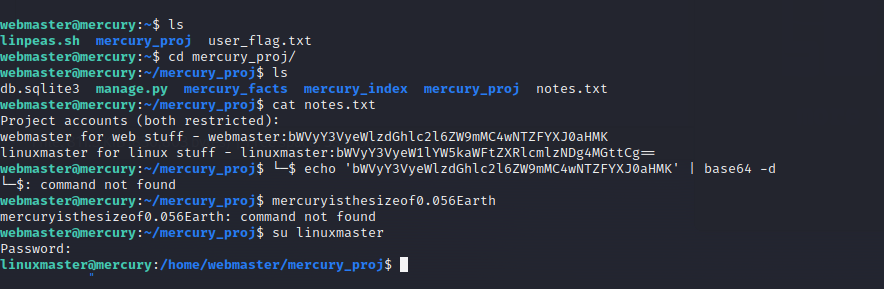 webmaster@mercury:~$ ls
linpeas.sh mercury_proj user_flag.txt
webmaster@mercury:~$ cd mercury_proj/
webmaster@mercury:~/mercury_proj$ ls
db.sqlite3 manage.py mercury_facts mercury_index mercury_proj notes.txt
webmaster@mercury:~/mercury_proj$ cat notes.txt
Project accounts (both restricted):
webmaster for web stuff - webmaster:bWVyY3VyeWlzdGhlc2l6ZW9mMC4wNTZFYXJ0aHMK
linuxmaster for linux stuff - linuxmaster:bWVyY3VyeW1lYW5kaWFtZXRlcmlzNDg4MGttCg==
webmaster@mercury:~/mercury_proj$ └─$ echo 'bWVyY3VyeWlzdGhlc2l6ZW9mMC4wNTZFYXJ0aHMK' | base64 -d
└─$: command not found
webmaster@mercury:~/mercury_proj$ mercuryisthesizeof0.056Earth
mercuryisthesizeof0.056Earth: command not found
webmaster@mercury:~/mercury_proj$ su linuxmaster
Password:
linuxmaster@mercury:/home/webmaster/mercury_proj$